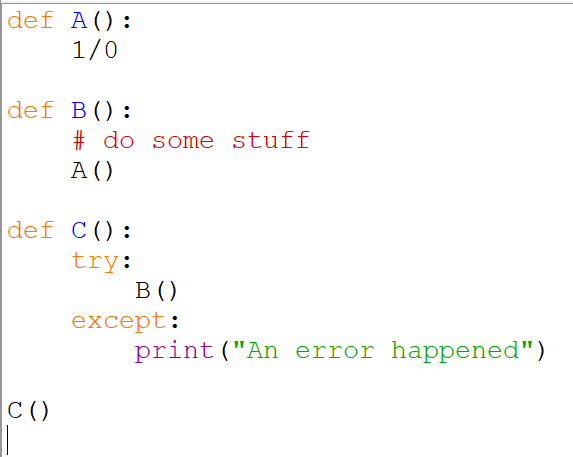 def A():
    1/0

def B():
    # do some stuff
    A()

def C():
    try:
        B()
    except:
        print("An error happened")

C()